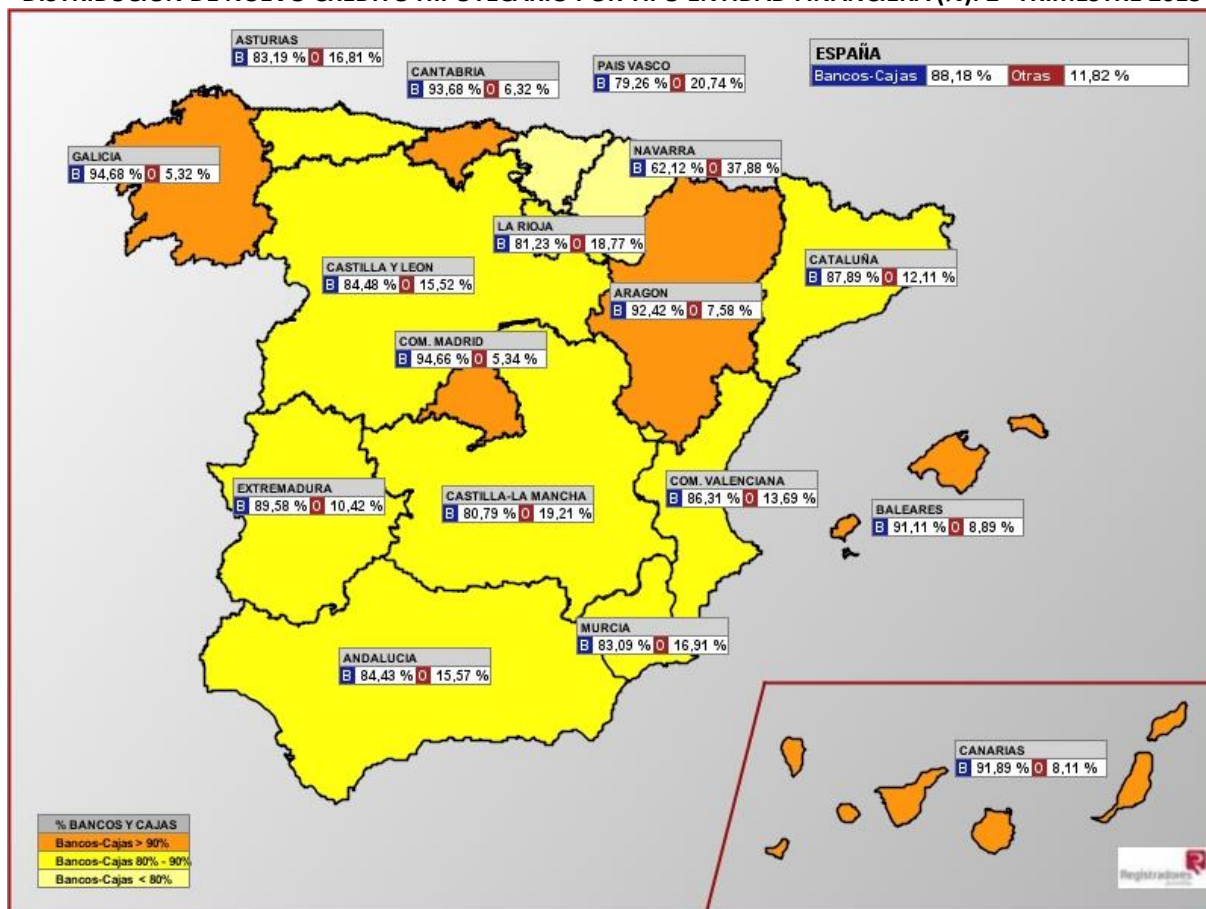 ASTURIAS
B 83,19 % O 16,81 %
CANTABRIA
B 93,68 % O 6,32 %
PAIS VASCO
B 79,26 % O 20,74 %
ESPAÑA
Bancos-Cajas 88,18 % Otras 11,82 %
GALICIA
B 94,68 % O 5,32 %
NAVARRA
B 62,12 % O 37,88 %
LA RIOJA
B 81,23 % O 18,77 %
CASTILLA Y LEON
B 84,48 % O 15,52 %
CATALUÑA
B 87,89 % O 12,11 %
ARAGON
B 92,42 % O 7,58 %
COM. MADRID
B 94,66 % O 5,34 %
EXTREMADURA
B 89,58 % O 10,42 %
CASTILLA-LA MANCHA
B 80,79 % O 19,21 %
COM. VALENCIANA
B 86,31 % O 13,69 %
BALEARES
B 91,11 % O 8,89 %
MURCIA
B 83,09 % O 16,91 %
ANDALUCIA
B 84,43 % O 15,57 %
CANARIAS
B 91,89 % O 8,11 %
% BANCOS Y CAJAS
Bancos-Cajas > 90%
Bancos-Cajas 80% - 90%
Bancos-Cajas < 80%
Registradores